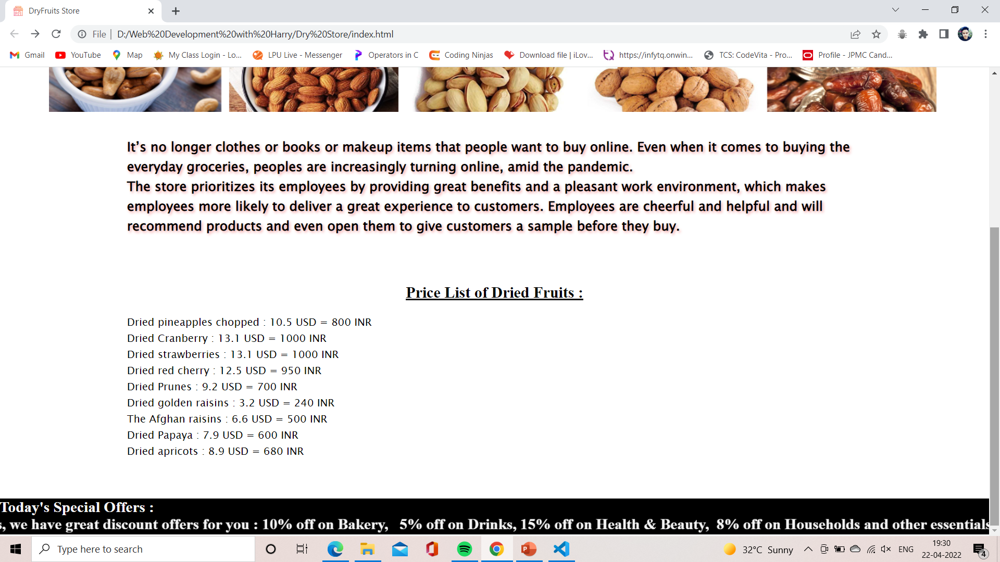 DryFruits Store
File
D:/Web%20Development%20with%20Harry/Dry%20Store/index.html
Gmail YouTube Map My Class Login - Lo... LPU Live - Messenger Operators in C Coding Ninjas Download file | iLov... https://infytq.onwin... TCS: CodeVita - Pro... Profile - JPMC Cand...
It’s no longer clothes or books or makeup items that people want to buy online. Even when it comes to buying the
everyday groceries, peoples are increasingly turning online, amid the pandemic.
The store prioritizes its employees by providing great benefits and a pleasant work environment, which makes
employees more likely to deliver a great experience to customers. Employees are cheerful and helpful and will
recommend products and even open them to give customers a sample before they buy.
Price List of Dried Fruits :
Dried pineapples chopped : 10.5 USD = 800 INR
Dried Cranberry : 13.1 USD = 1000 INR
Dried strawberries : 13.1 USD = 1000 INR
Dried red cherry : 12.5 USD = 950 INR
Dried Prunes : 9.2 USD = 700 INR
Dried golden raisins : 3.2 USD = 240 INR
The Afghan raisins : 6.6 USD = 500 INR
Dried Papaya : 7.9 USD = 600 INR
Dried apricots : 8.9 USD = 680 INR
Today's Special Offers :
s, we have great discount offers for you : 10% off on Bakery, 5% off on Drinks, 15% off on Health & Beauty, 8% off on Households and other essentials
Type here to search
32°C Sunny
ENG
19:30
22-04-2022
4